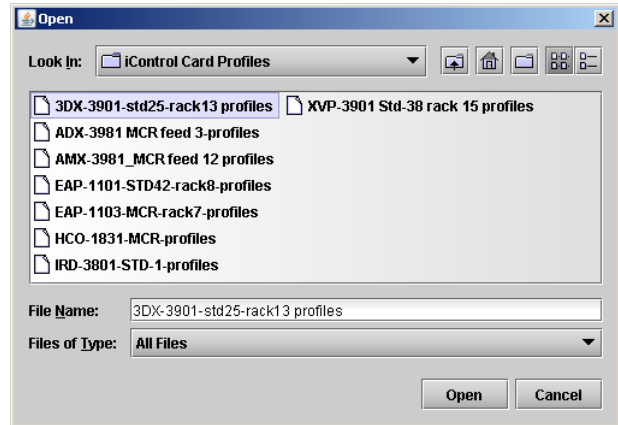 Open
Look In: iControl Card Profiles
3DX-3901-std25-rack13 profiles XVP-3901 Std-38 rack 15 profiles
ADX-3981 MCR feed 3-profiles
AMX-3981_MCR feed 12 profiles
EAP-1101-STD42-rack8-profiles
EAP-1103-MCR-rack7-profiles
HCO-1831-MCR-profiles
IRD-3801-STD-1-profiles
File Name: 3DX-3901-std25-rack13 profiles
Files of Type: All Files
Open Cancel